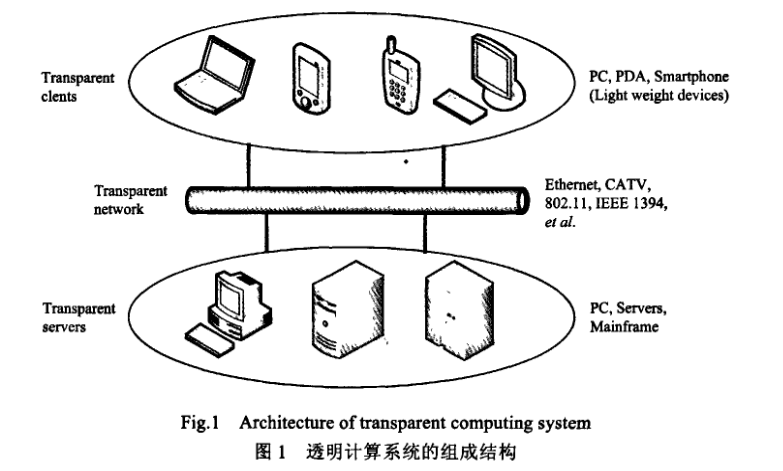 Transparent
clents
PC, PDA, Smartphone
(Light weight devices)
Transparent
network
Ethernet, CATV,
802.11, IEEE 1394,
et al.
Transparent
servers
PC, Servers,
Mainframe
Fig.1 Architecture of transparent computing system
图 1 透明计算系统的组成结构